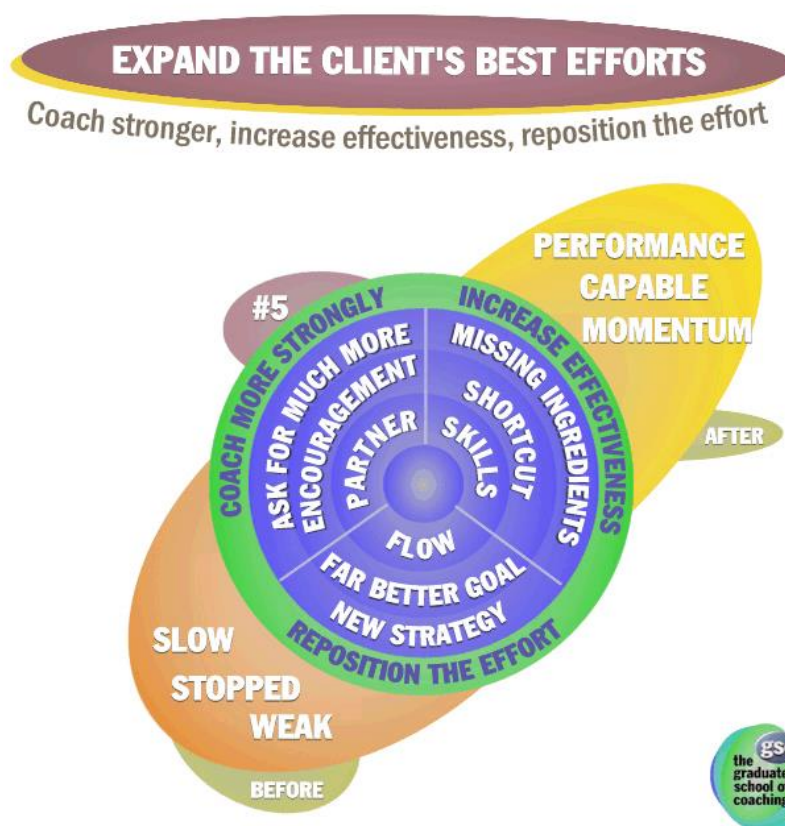 EXPAND THE CLIENT'S BEST EFFORTS
Coach stronger, increase effectiveness, reposition the effort
#5
PERFORMANCE
CAPABLE
MOMENTUM
AFTER
COACH MORE STRONGLY
ASK FOR MUCH MORE
ENCOURAGEMENT
PARTNER
INCREASE EFFECTIVENESS
MISSING INGREDIENTS
SHORTCUT
SKILLS
FLOW
FAR BETTER GOAL
NEW STRATEGY
REPOSITION THE EFFORT
SLOW
STOPPED
WEAK
BEFORE
the
graduate
school
coaching